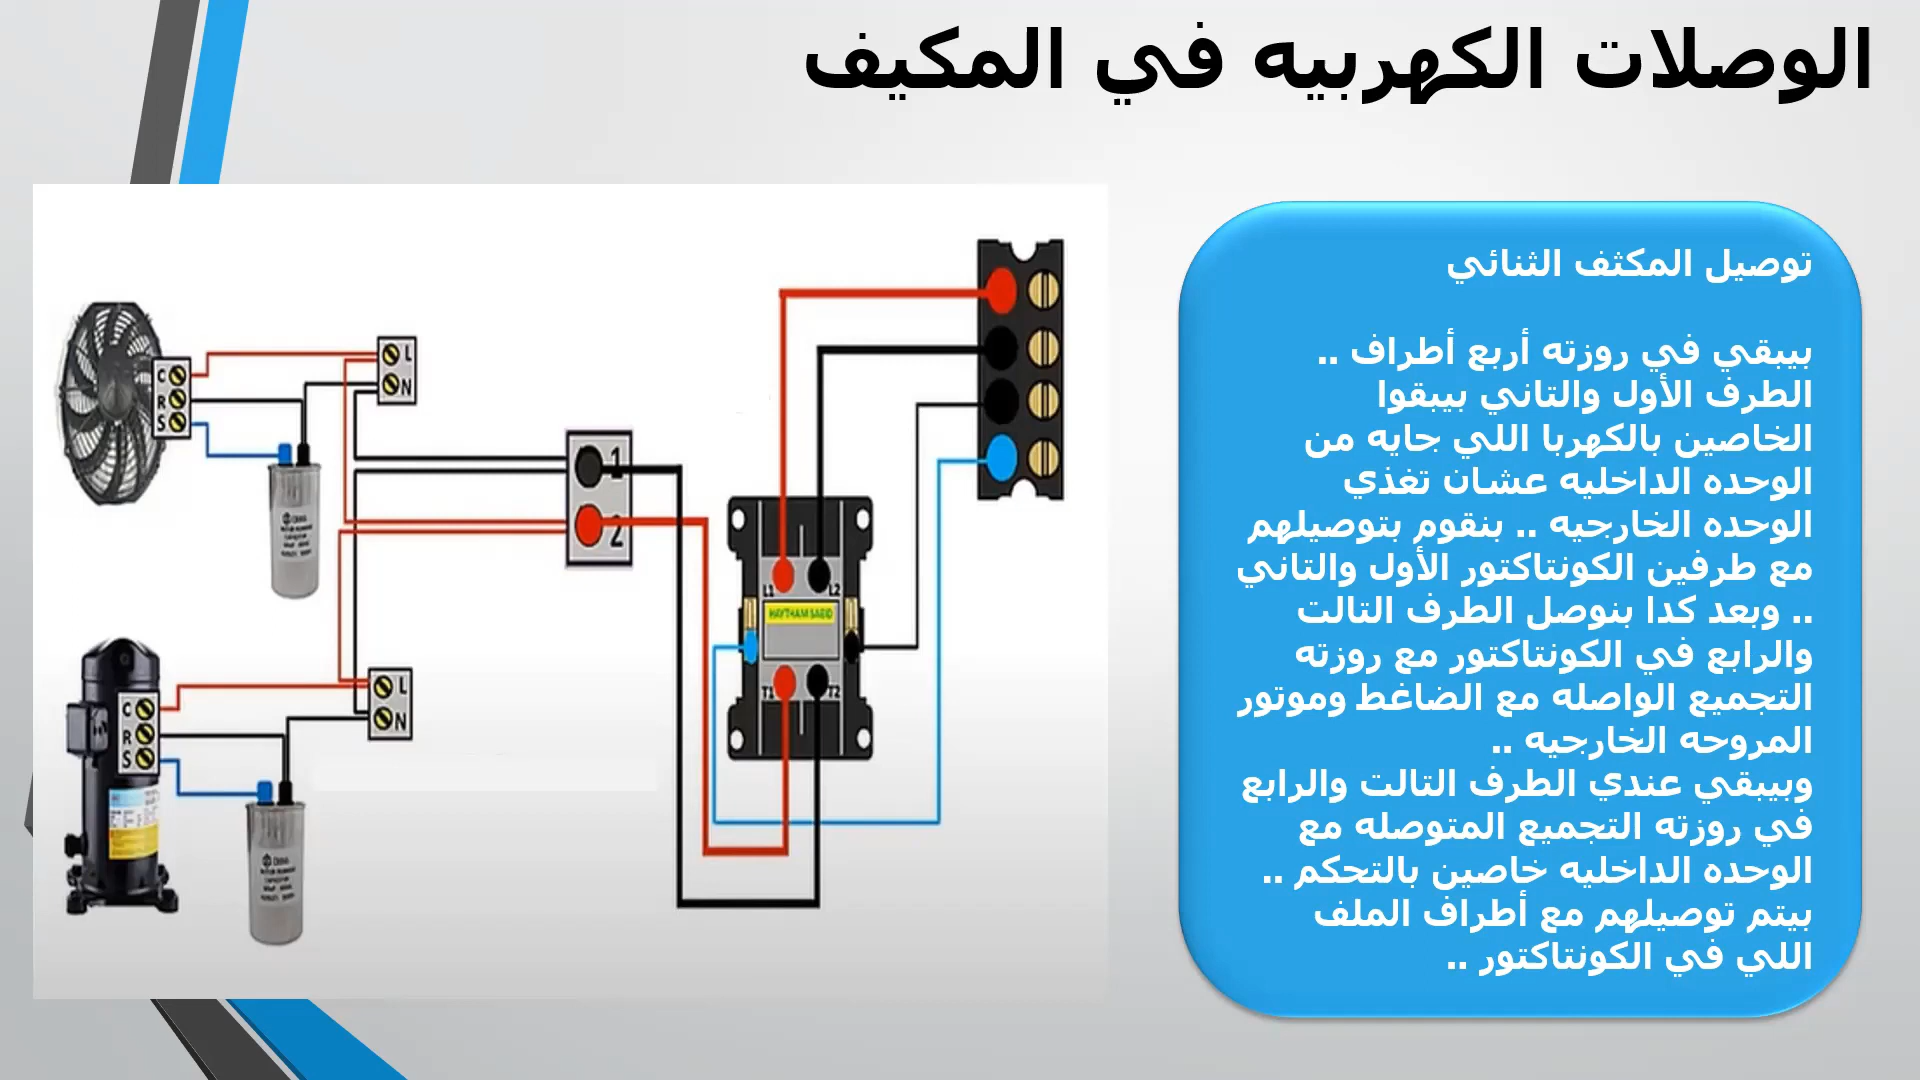 الوصلات الكهربيه في المكيف
توصيل المكثف الثنائي
بيبقي في روزته أربع أطراف ..
الطرف الأول والتاني بيبقوا
الخاصين بالكهربا اللي جايه من
الوحده الداخليه عشان تغذي
الوحده الخارجيه .. بنقوم بتوصيلهم
مع طرفين الكونتاكتور الأول والتاني
.. وبعد كدا بنوصل الطرف التالت
والرابع في الكونتاكتور مع روزته
التجميع الواصله مع الضاغط وموتور
المروحه الخارجيه ..
وبيبقي عندي الطرف التالت والرابع
في روزته التجميع المتوصله مع
الوحده الداخليه خاصين بالتحكم ..
بيتم توصيلهم مع أطراف الملف
اللي في الكونتاكتور ..
C
R
S
L
N
1
2
L1
L2
HAYTHAM SAEID
T1
T2
C
R
S
L
N